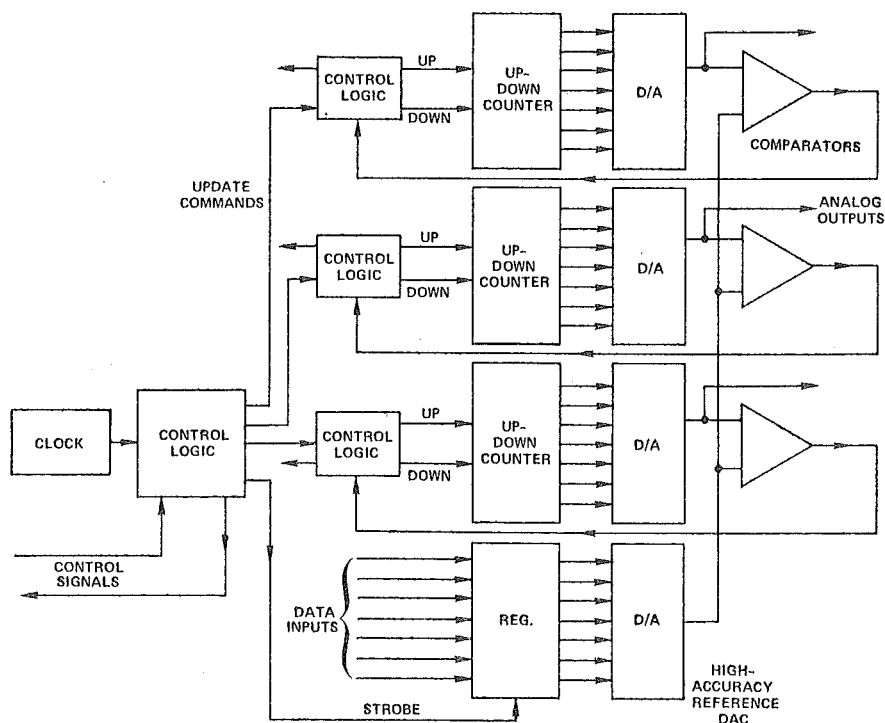 CONTROL
LOGIC
UP
DOWN
UP-
DOWN
COUNTER
D/A
COMPARATORS
UPDATE
COMMANDS
CONTROL
LOGIC
UP
DOWN
UP-
DOWN
COUNTER
D/A
ANALOG
OUTPUTS
CLOCK
CONTROL
LOGIC
CONTROL
LOGIC
UP
DOWN
UP-
DOWN
COUNTER
D/A
CONTROL
SIGNALS
DATA
INPUTS
REG.
D/A
STROBE
HIGH-
ACCURACY
REFERENCE
DAC